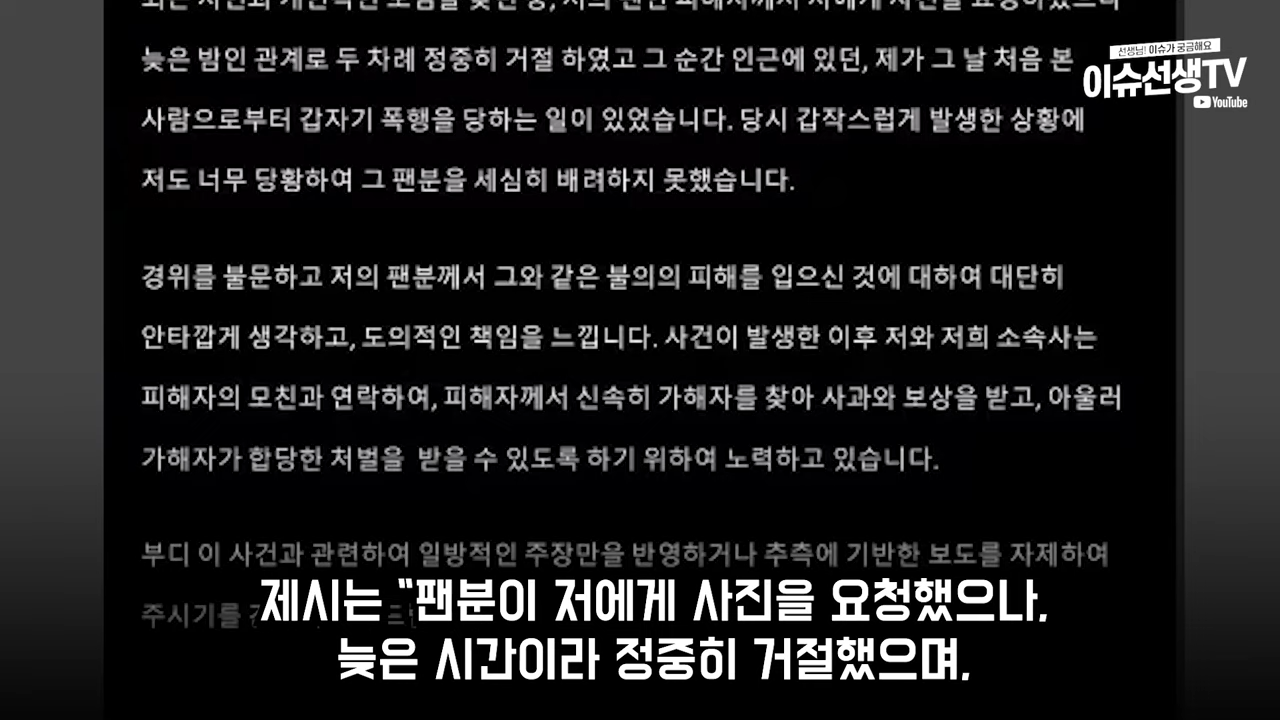 선생님! 이슈가 궁금해요
이슈선생TV
YouTube
늦은 밤인 관계로 두 차례 정중히 거절 하였고 그 순간 인근에 있던, 제가 그 날 처음 본
사람으로부터 갑자기 폭행을 당하는 일이 있었습니다. 당시 갑작스럽게 발생한 상황에
저도 너무 당황하여 그 팬분을 세심히 배려하지 못했습니다.
경위를 불문하고 저의 팬분께서 그와 같은 불의의 피해를 입으신 것에 대하여 대단히
안타깝게 생각하고, 도의적인 책임을 느낍니다. 사건이 발생한 이후 저와 저희 소속사는
피해자의 모친과 연락하여, 피해자께서 신속히 가해자를 찾아 사과와 보상을 받고, 아울러
가해자가 합당한 처벌을 받을 수 있도록 하기 위하여 노력하고 있습니다.
부디 이 사건과 관련하여 일방적인 주장만을 반영하거나 추측에 기반한 보도를 자제하여
주시기를
제시는 “팬분이 저에게 사진을 요청했으나,
늦은 시간이라 정중히 거절했으며,